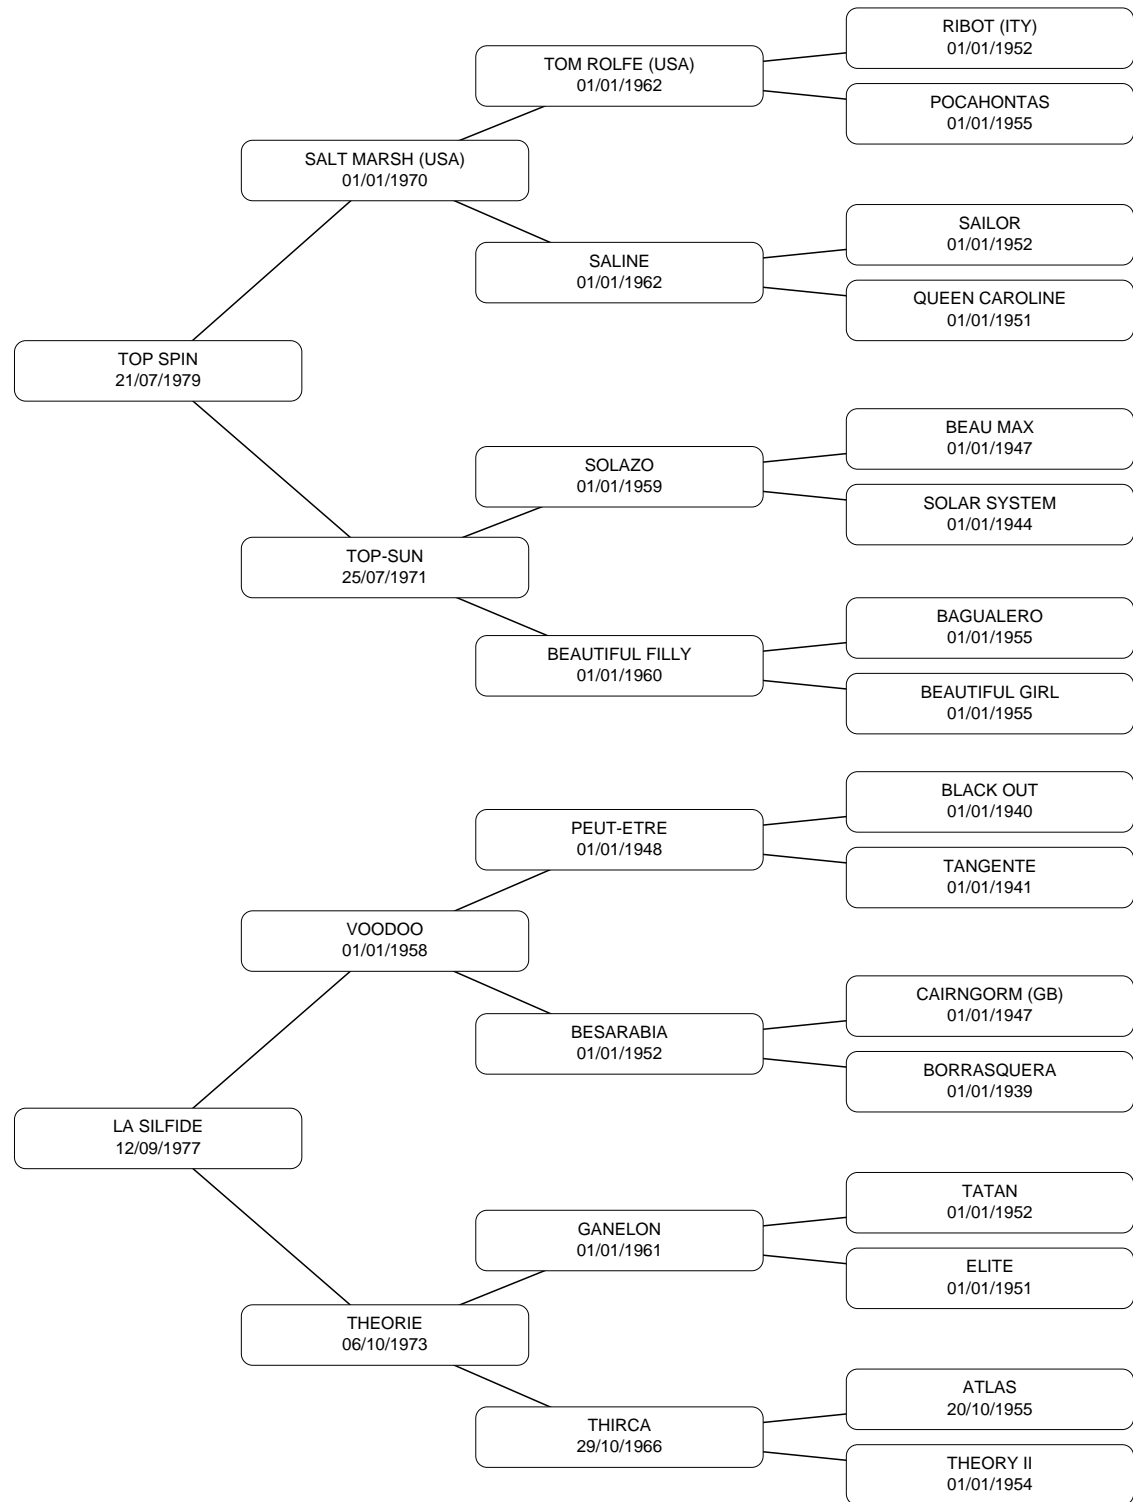 RIBOT (ITY)
01/01/1952
TOM ROLFE (USA)
01/01/1962
POCAHONTAS
01/01/1955
SALT MARSH (USA)
01/01/1970
SAILOR
01/01/1952
SALINE
01/01/1962
QUEEN CAROLINE
01/01/1951
TOP SPIN
21/07/1979
BEAU MAX
01/01/1947
SOLAZO
01/01/1959
SOLAR SYSTEM
01/01/1944
TOP-SUN
25/07/1971
BAGUALERO
01/01/1955
BEAUTIFUL FILLY
01/01/1960
BEAUTIFUL GIRL
01/01/1955
BLACK OUT
01/01/1940
PEUT-ETRE
01/01/1948
TANGENTE
01/01/1941
VOODOO
01/01/1958
CAIRNGORM (GB)
01/01/1947
BESARABIA
01/01/1952
BORRASQUERA
01/01/1939
LA SILFIDE
12/09/1977
TATAN
01/01/1952
GANELON
01/01/1961
ELITE
01/01/1951
THEORIE
06/10/1973
ATLAS
20/10/1955
THIRCA
29/10/1966
THEORY II
01/01/1954